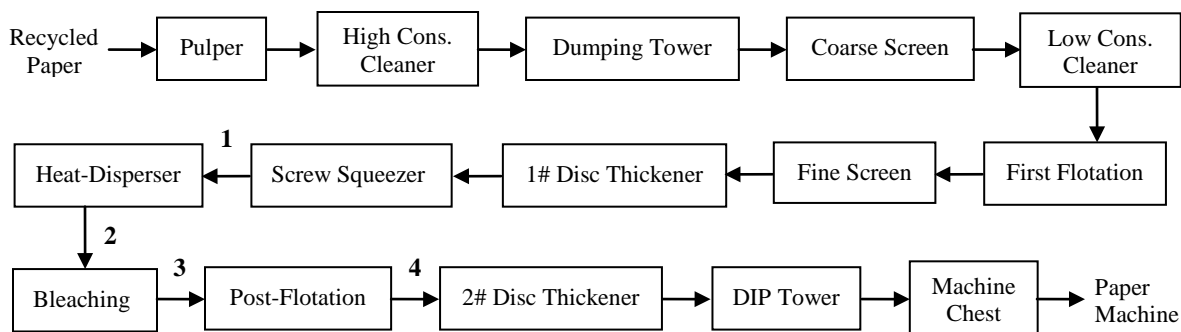 Recycled
Paper
Pulper
High Cons.
Cleaner
Dumping Tower
Coarse Screen
Low Cons.
Cleaner
1
Heat-Disperser
Screw Squeezer
1# Disc Thickener
Fine Screen
First Flotation
2
3
4
Bleaching
Post-Flotation
2# Disc Thickener
DIP Tower
Machine
Chest
Paper
Machine